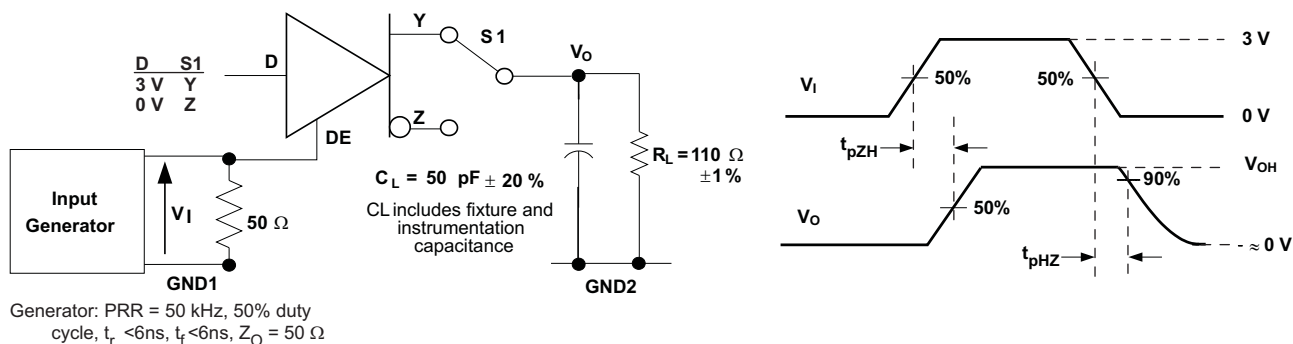 D S1
3 V Y
0 V Z
D
Y
S1
Z
DE
VO
Input
Generator
VI
50 Ω
GND1
CL = 50 pF ± 20 %
CL includes fixture and
instrumentation
capacitance
RL = 110 Ω
±1%
GND2
Generator: PRR = 50 kHz, 50% duty
cycle, tr <6ns, tf <6ns, ZO = 50 Ω
3 V
VI
50%
50%
0 V
tpZH
VOH
90%
VO
50%
≈ 0 V
tpHZ